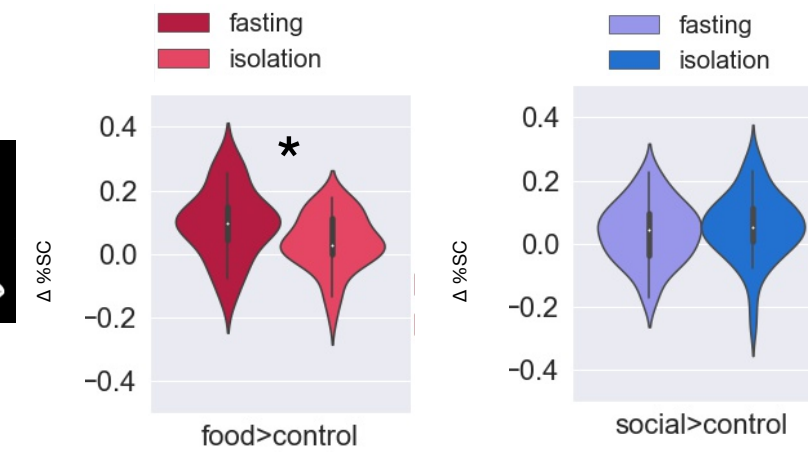 fasting
isolation
0.4
0.2
0.0
−0.2
−0.4
Δ %SC
*
food>control
fasting
isolation
0.4
0.2
0.0
−0.2
−0.4
Δ %SC
social>control